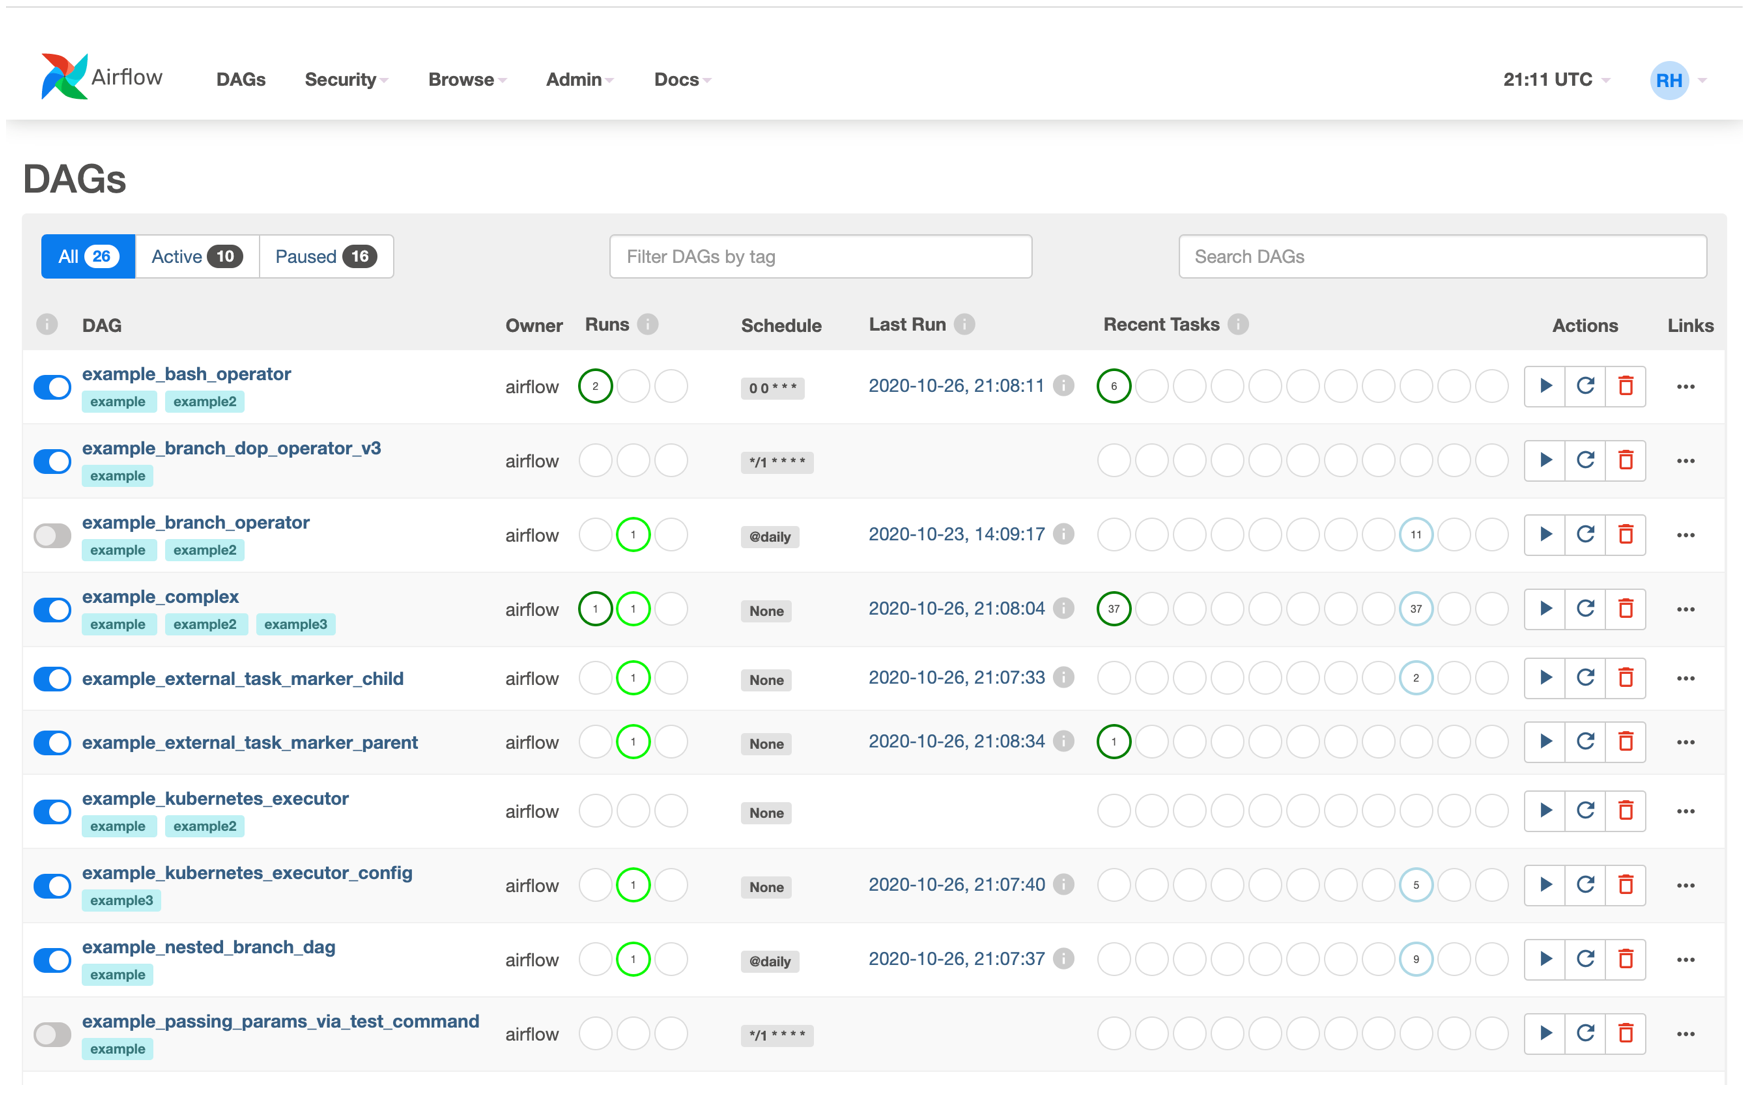 Airflow DAGs Security Browse Admin Docs 21:11 UTC RH
DAGs
All 26 Active 10 Paused 16 Filter DAGs by tag Search DAGs
i DAG Owner Runs i Schedule Last Run i Recent Tasks i Actions Links
example_bash_operator
example example2 airflow 2 0 0 * * * 2020-10-26, 21:08:11 i 6
example_branch_dop_operator_v3
example airflow */1 * * * *
example_branch_operator
example example2 airflow 1 @daily 2020-10-23, 14:09:17 i 11
example_complex
example example2 example3 airflow 1 1 None 2020-10-26, 21:08:04 i 37 37
example_external_task_marker_child airflow 1 None 2020-10-26, 21:07:33 i 2
example_external_task_marker_parent airflow 1 None 2020-10-26, 21:08:34 i 1
example_kubernetes_executor
example example2 airflow None
example_kubernetes_executor_config
example3 airflow 1 None 2020-10-26, 21:07:40 i 5
example_nested_branch_dag
example airflow 1 @daily 2020-10-26, 21:07:37 i 9
example_passing_params_via_test_command
example airflow */1 * * * *